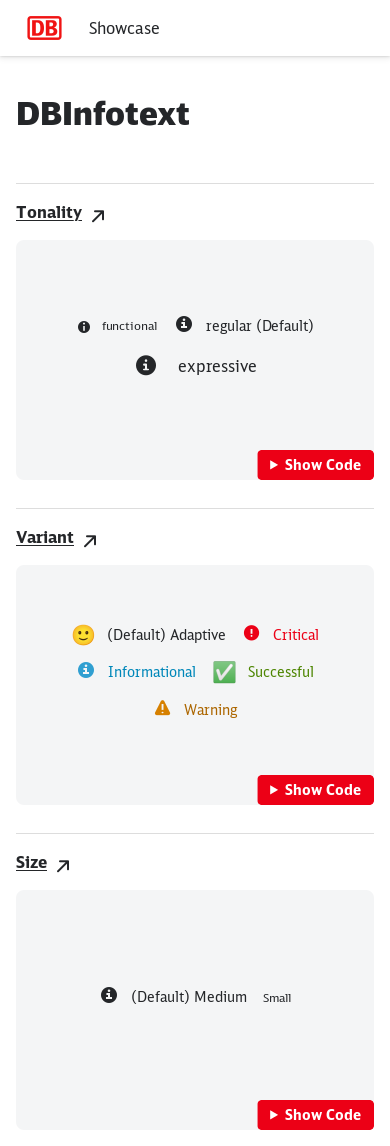 DB Showcase
DBInfotext
Tonality
functional regular (Default)
expressive
Show Code
Variant
(Default) Adaptive Critical
Informational Successful
Warning
Show Code
Size
(Default) Medium Small
Show Code